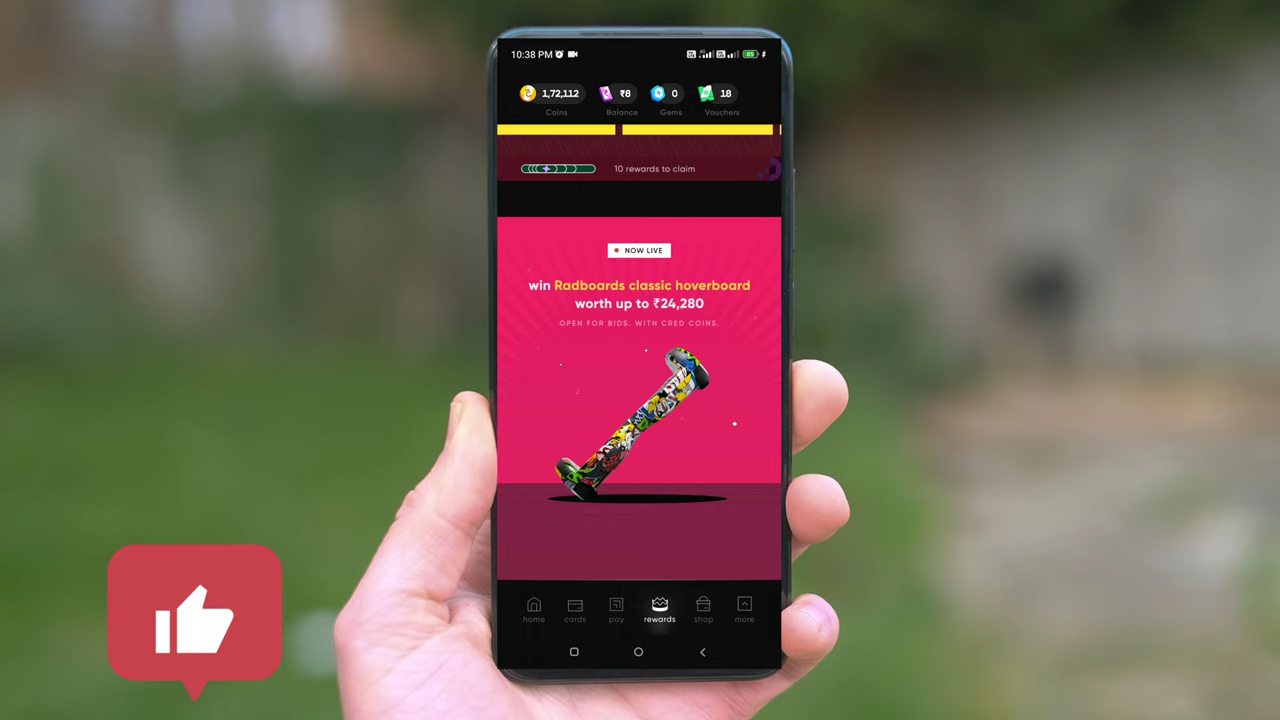 10:38 PM
85
1,72,112
₹8
0
18
Coins
Balance
Gems
Vouchers
10 rewards to claim
NOW LIVE
win Radboards classic hoverboard
worth up to ₹24,280
OPEN FOR BIDS. WITH CRED COINS.
home
cards
pay
rewards
shop
more